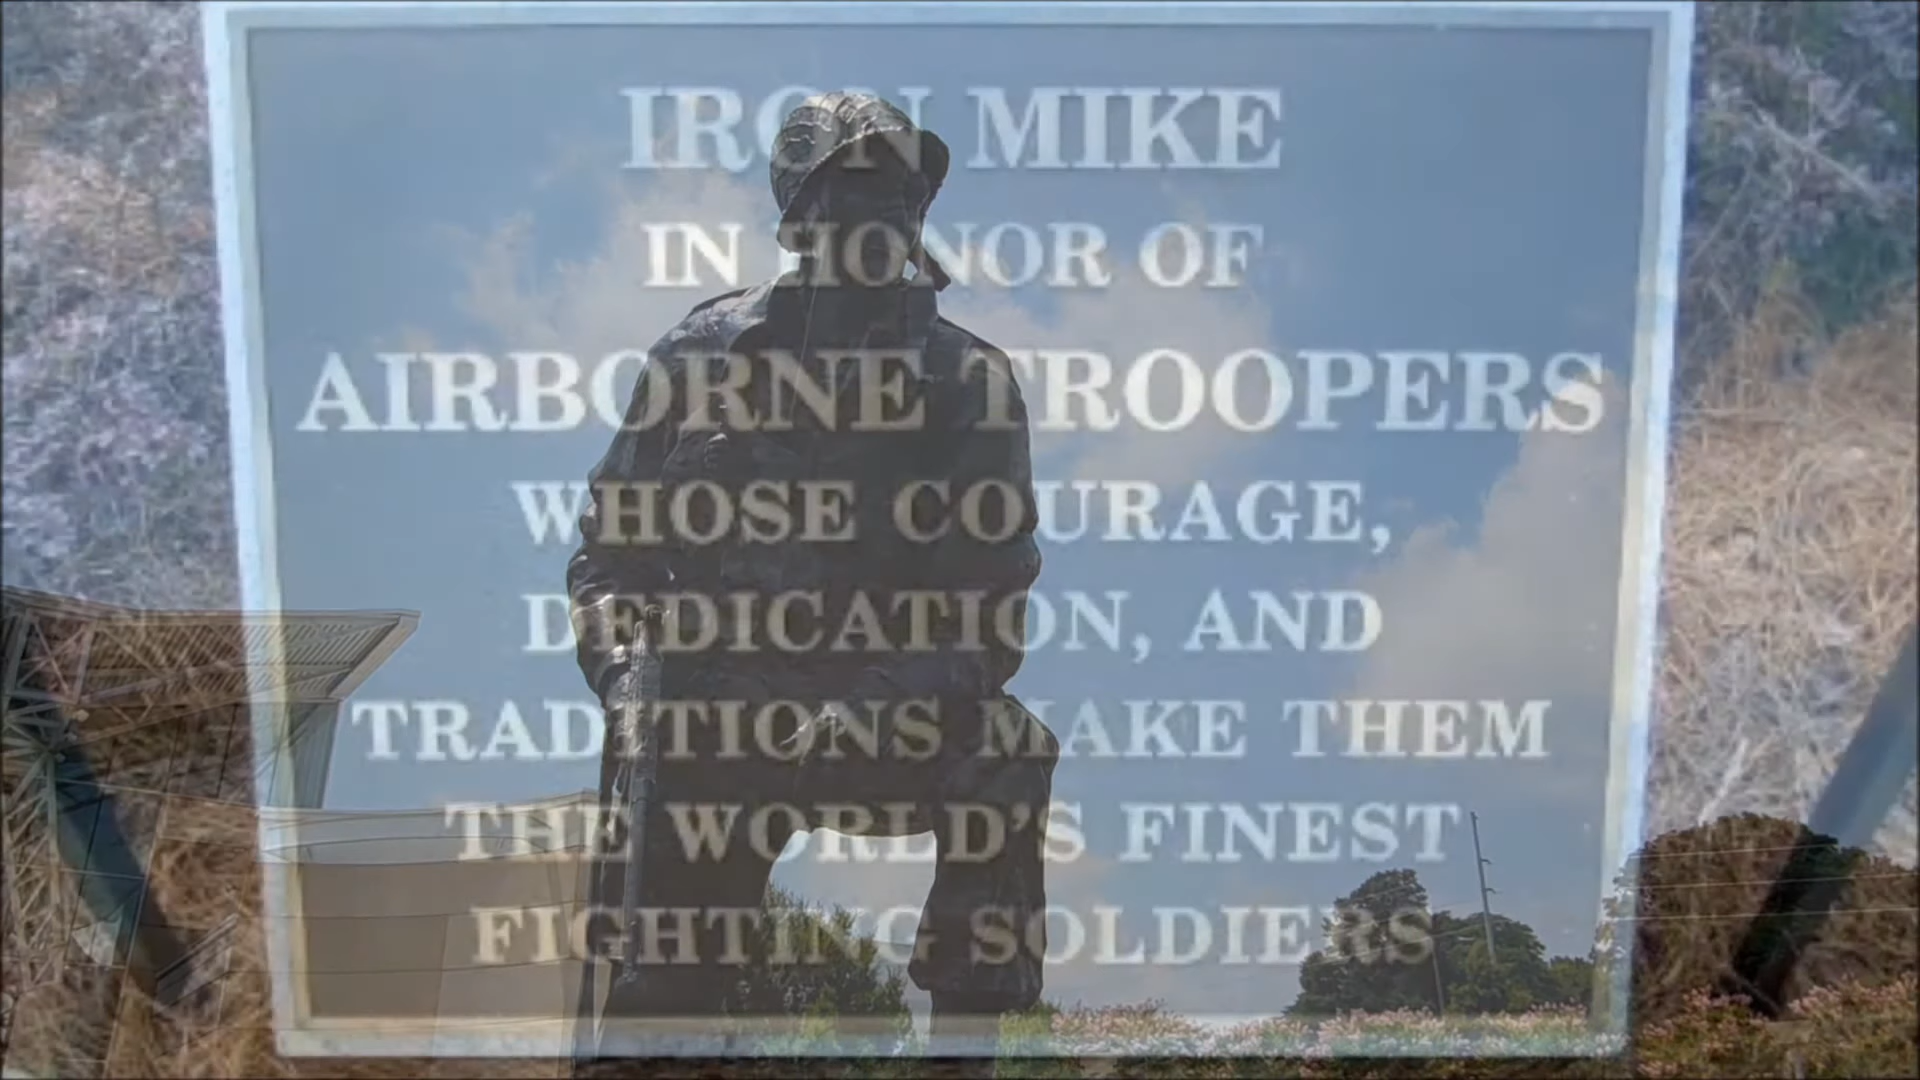 IRON MIKE
IN HONOR OF
AIRBORNE TROOPERS
WHOSE COURAGE,
DEDICATION, AND
TRADITIONS MAKE THEM
THE WORLD'S FINEST
FIGHTING SOLDIERS